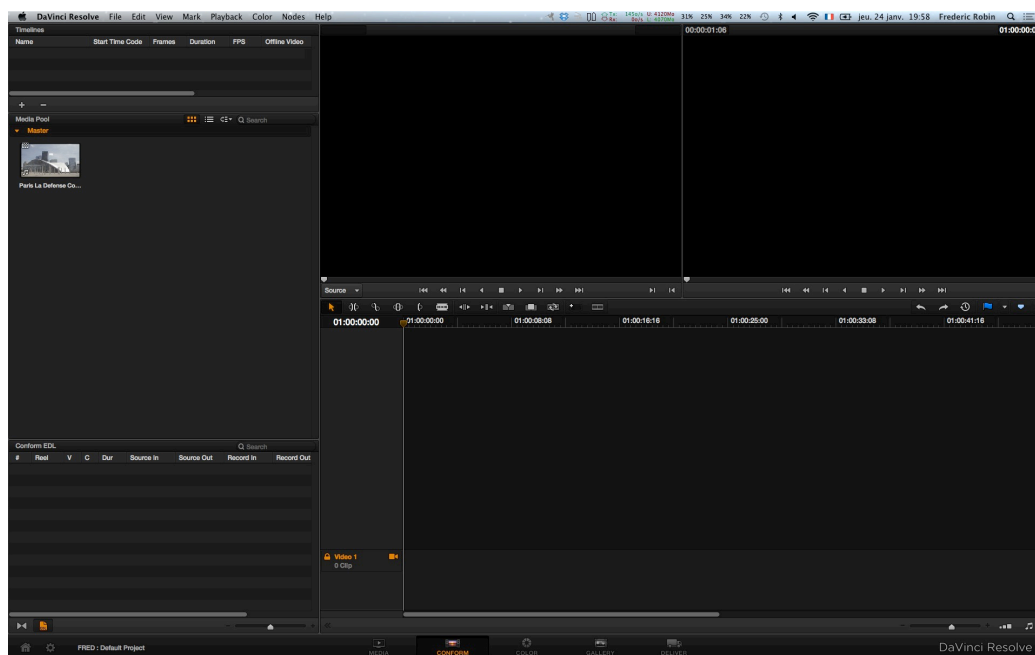 DaVinci Resolve File Edit View Mark Playback Color Nodes Help
31% 25% 34% 22% jeu. 24 janv. 19:58 Frederic Robin
Timelines
00:00:01:06
Name Start Time Code Frames Duration FPS Offline Video
Media Pool Search
Master
Paris La Defense Co...
Source
01:00:00:00 01:00:00:00 01:00:08:08 01:00:16:16 01:00:25:00 01:00:33:08 01:00:41:16
Conform EDL Search
# Reel V C Dur Source In Source Out Record In Record Out
Video 1
0 Clip
FRED : Default Project
MEDIA CONFORM COLOR GALLERY DELIVER
DaVinci Resolve